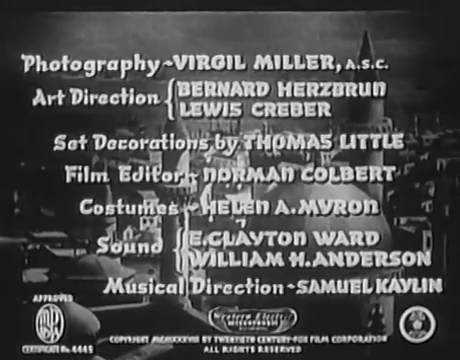 Photography ~ VIRGIL MILLER, A.S.C.
Art Direction { BERNARD HERZBRUN
LEWIS CREBER
Set Decorations by THOMAS LITTLE
Film Editor ~ NORMAN COLBERT
Costumes ~ HELEN A. MYRON
Sound { E. CLAYTON WARD
WILLIAM H. ANDERSON
Musical Direction ~ SAMUEL KAYLIN
APPROVED
CERTIFICATE No. 4445
Western Electric
COPYRIGHT MCMXXXVIII BY TWENTIETH CENTURY-FOX FILM CORPORATION
ALL RIGHTS RESERVED